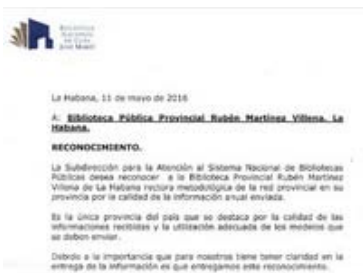 BIBLIOTECA
NACIONAL
DE CUBA
JOSÉ MARTÍ
La Habana, 11 de mayo de 2016
A: Biblioteca Pública Provincial Rubén Martínez Villena. La
Habana.
RECONOCIMIENTO.
La Subdirección para la Atención al Sistema Nacional de Bibliotecas
Públicas desea reconocer a la Biblioteca Provincial Rubén Martínez
Villena de La Habana rectora metodológica de la red provincial en su
provincia por la calidad de la información anual enviada.
Es la única provincia del país que se destaca por la calidad de las
informaciones recibidas y la utilización adecuada de los modelos que
se deben enviar.
Debido a la importancia que para nosotros tiene tener claridad en la
entrega de la información es que entregamos este reconocimiento.